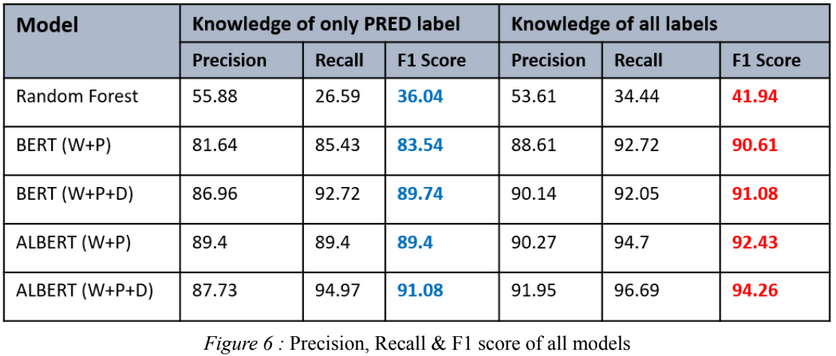 Model Knowledge of only PRED label Knowledge of all labels
Precision Recall F1 Score Precision Recall F1 Score
Random Forest 55.88 26.59 36.04 53.61 34.44 41.94
BERT (W+P) 81.64 85.43 83.54 88.61 92.72 90.61
BERT (W+P+D) 86.96 92.72 89.74 90.14 92.05 91.08
ALBERT (W+P) 89.4 89.4 89.4 90.27 94.7 92.43
ALBERT (W+P+D) 87.73 94.97 91.08 91.95 96.69 94.26
Figure 6 : Precision, Recall & F1 score of all models